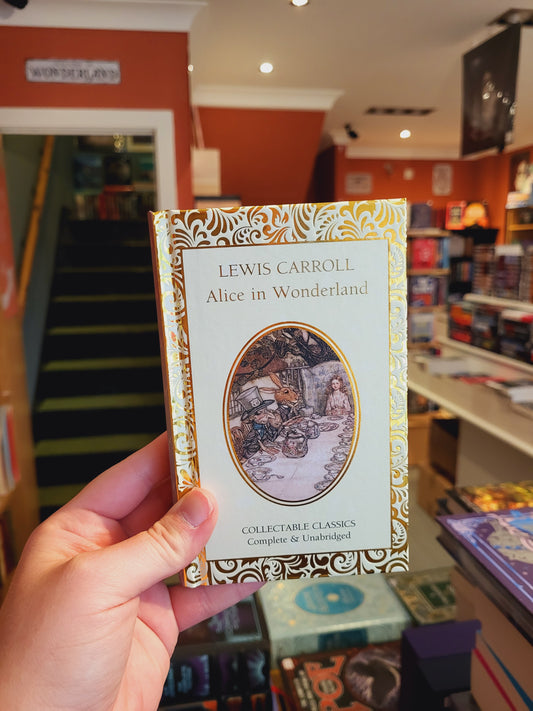 WONDERLAND
LEWIS CARROLL
Alice in Wonderland
COLLECTABLE CLASSICS
Complete & Unabridged